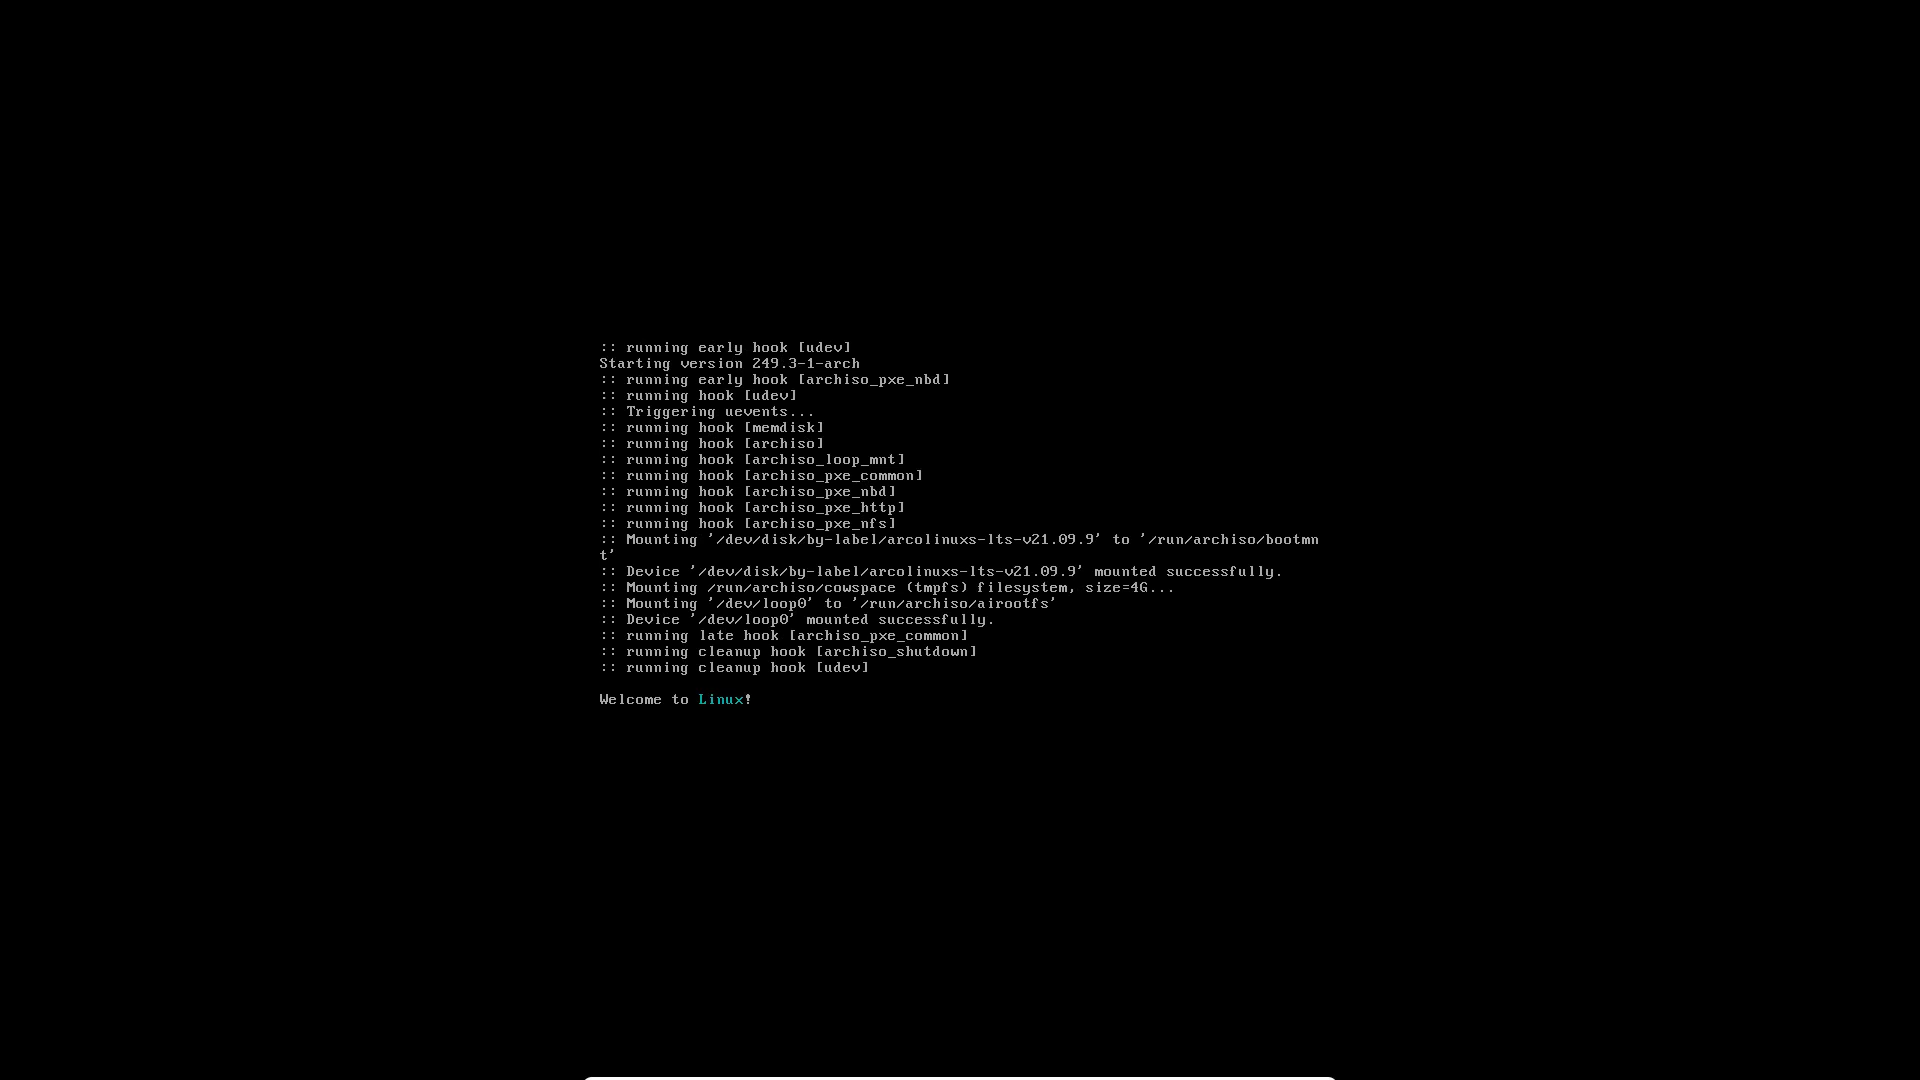 :: running early hook [udev]
Starting version 249.3-1-arch
:: running early hook [archiso_pxe_nbd]
:: running hook [udev]
:: Triggering uevents...
:: running hook [memdisk]
:: running hook [archiso]
:: running hook [archiso_loop_mnt]
:: running hook [archiso_pxe_common]
:: running hook [archiso_pxe_nbd]
:: running hook [archiso_pxe_http]
:: running hook [archiso_pxe_nfs]
:: Mounting '/dev/disk/by-label/arcolinuxs-lts-v21.09.9' to '/run/archiso/bootmn
t'
:: Device '/dev/disk/by-label/arcolinuxs-lts-v21.09.9' mounted successfully.
:: Mounting /run/archiso/cowspace (tmpfs) filesystem, size=4G...
:: Mounting '/dev/loop0' to '/run/archiso/airootfs'
:: Device '/dev/loop0' mounted successfully.
:: running late hook [archiso_pxe_common]
:: running cleanup hook [archiso_shutdown]
:: running cleanup hook [udev]
Welcome to Linux!